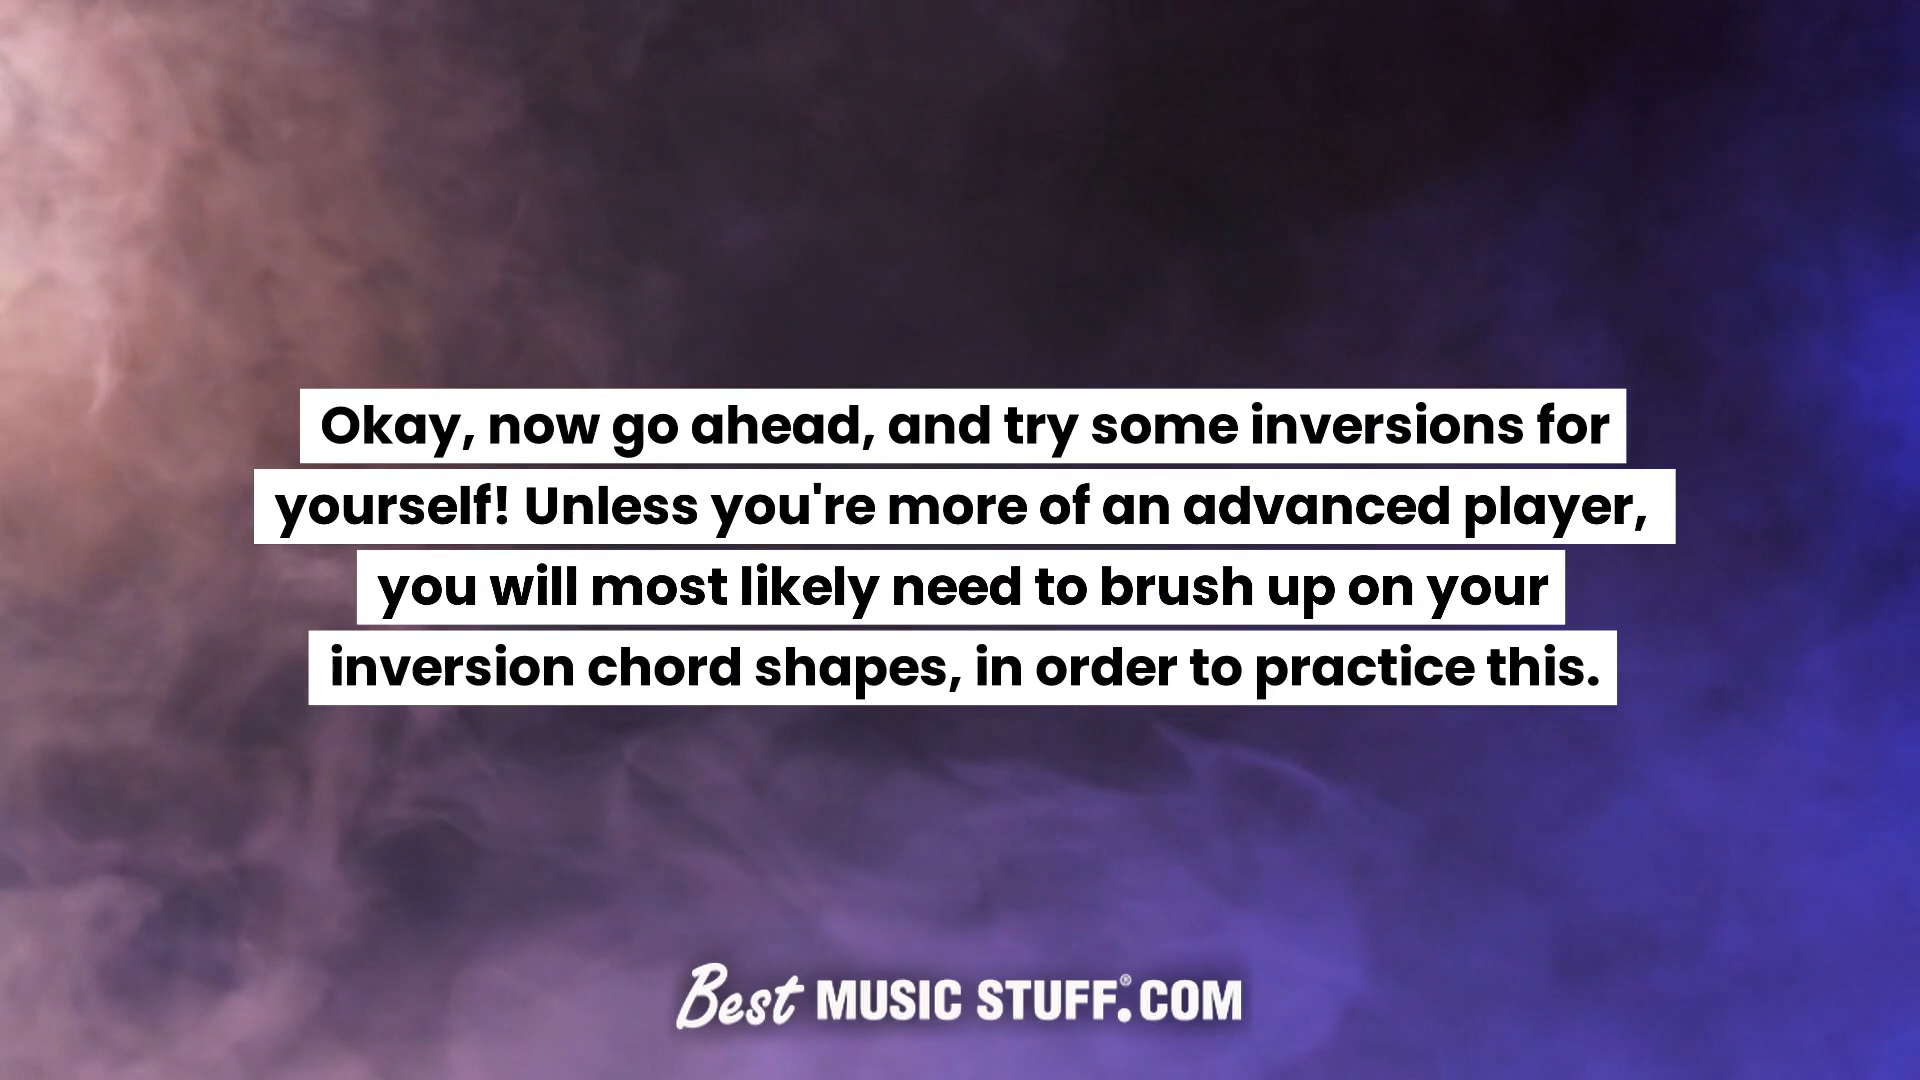 Okay, now go ahead, and try some inversions for
yourself! Unless you're more of an advanced player,
you will most likely need to brush up on your
inversion chord shapes, in order to practice this.
Best MUSIC STUFF.®COM